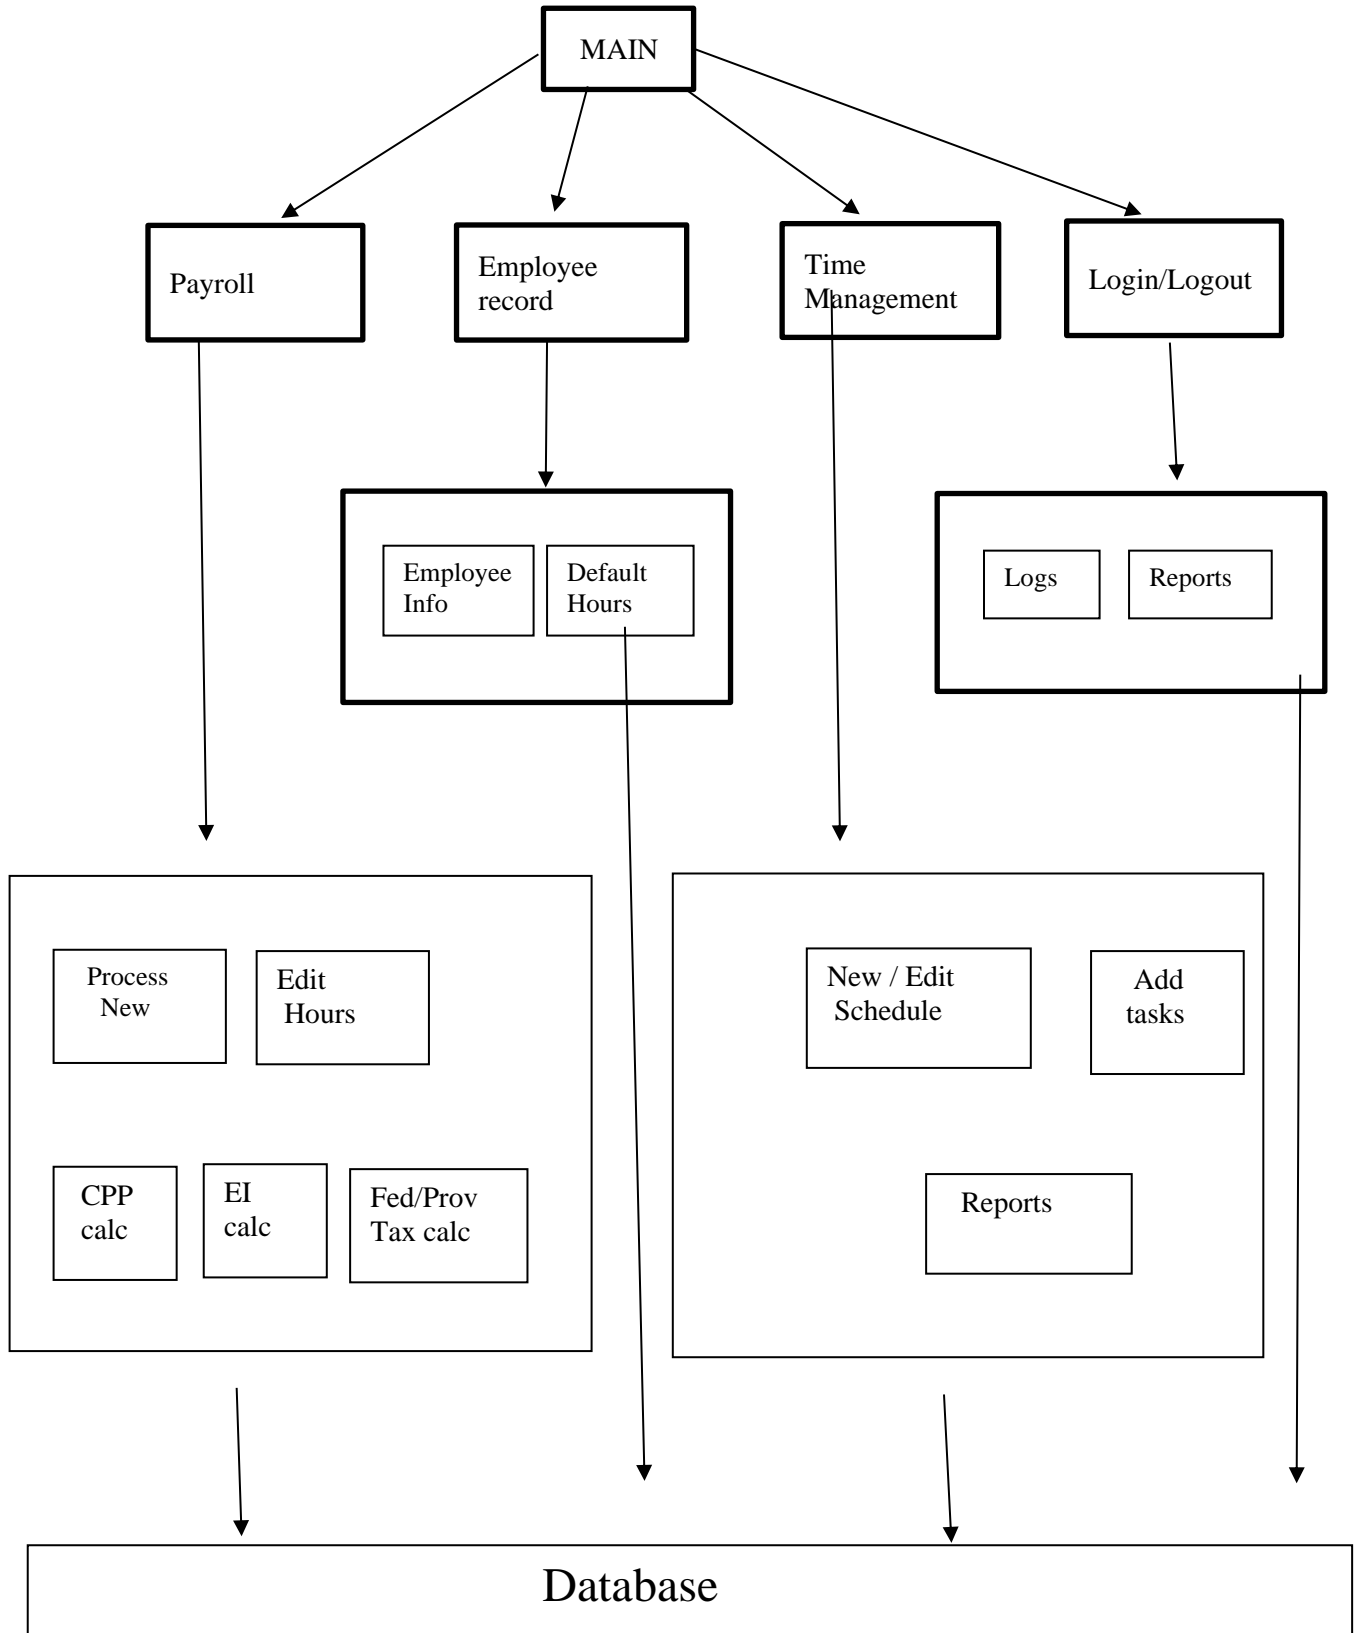 MAIN
Payroll
Employee
record
Time
Management
Login/Logout
Employee
Info
Default
Hours
Logs
Reports
Process
New
Edit
Hours
New / Edit
Schedule
Add
tasks
CPP
calc
EI
calc
Fed/Prov
Tax calc
Reports
Database